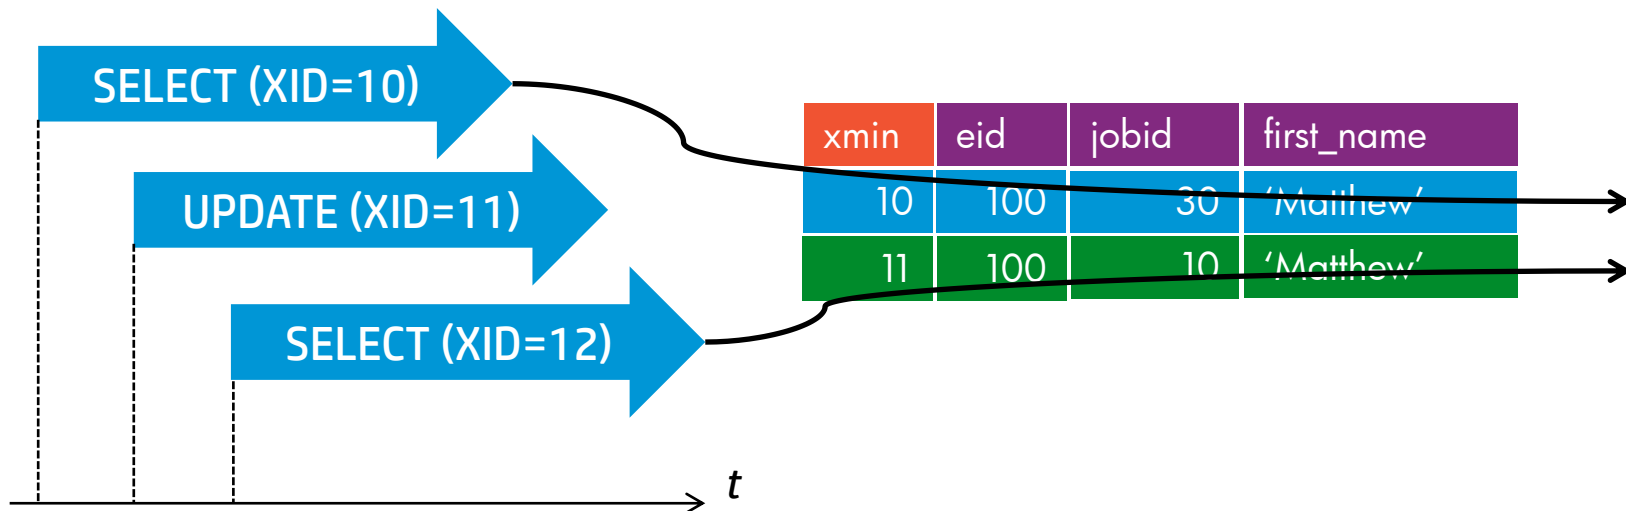 SELECT (XID=10)
UPDATE (XID=11)
SELECT (XID=12)
t
xmin eid jobid first_name
10 100 30 ‘Matthew’
11 100 10 ‘Matthew’